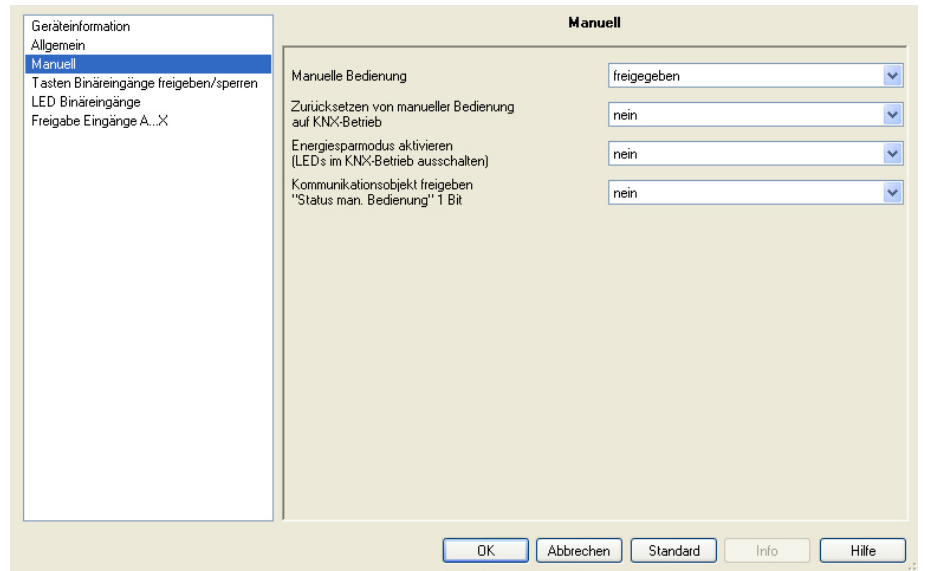 Geräteinformation
Allgemein
Manuell
Tasten Binäreingänge freigeben/sperren
LED Binäreingänge
Freigabe Eingänge A...X
Manuell
Manuelle Bedienung
freigegeben
Zurücksetzen von manueller Bedienung
auf KNX-Betrieb
nein
Energiesparmodus aktivieren
(LEDs im KNX-Betrieb ausschalten)
nein
Kommunikationsobjekt freigeben
"Status man. Bedienung" 1 Bit
nein
OK
Abbrechen
Standard
Info
Hilfe